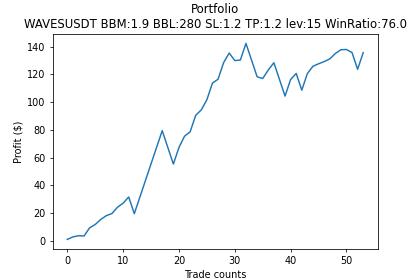 Portfolio
WAVESUSDT BBM:1.9 BBL:280 SL:1.2 TP:1.2 lev:15 WinRatio:76.0
140
120
100
80
60
40
20
0
Profit ($)
0 10 20 30 40 50
Trade counts